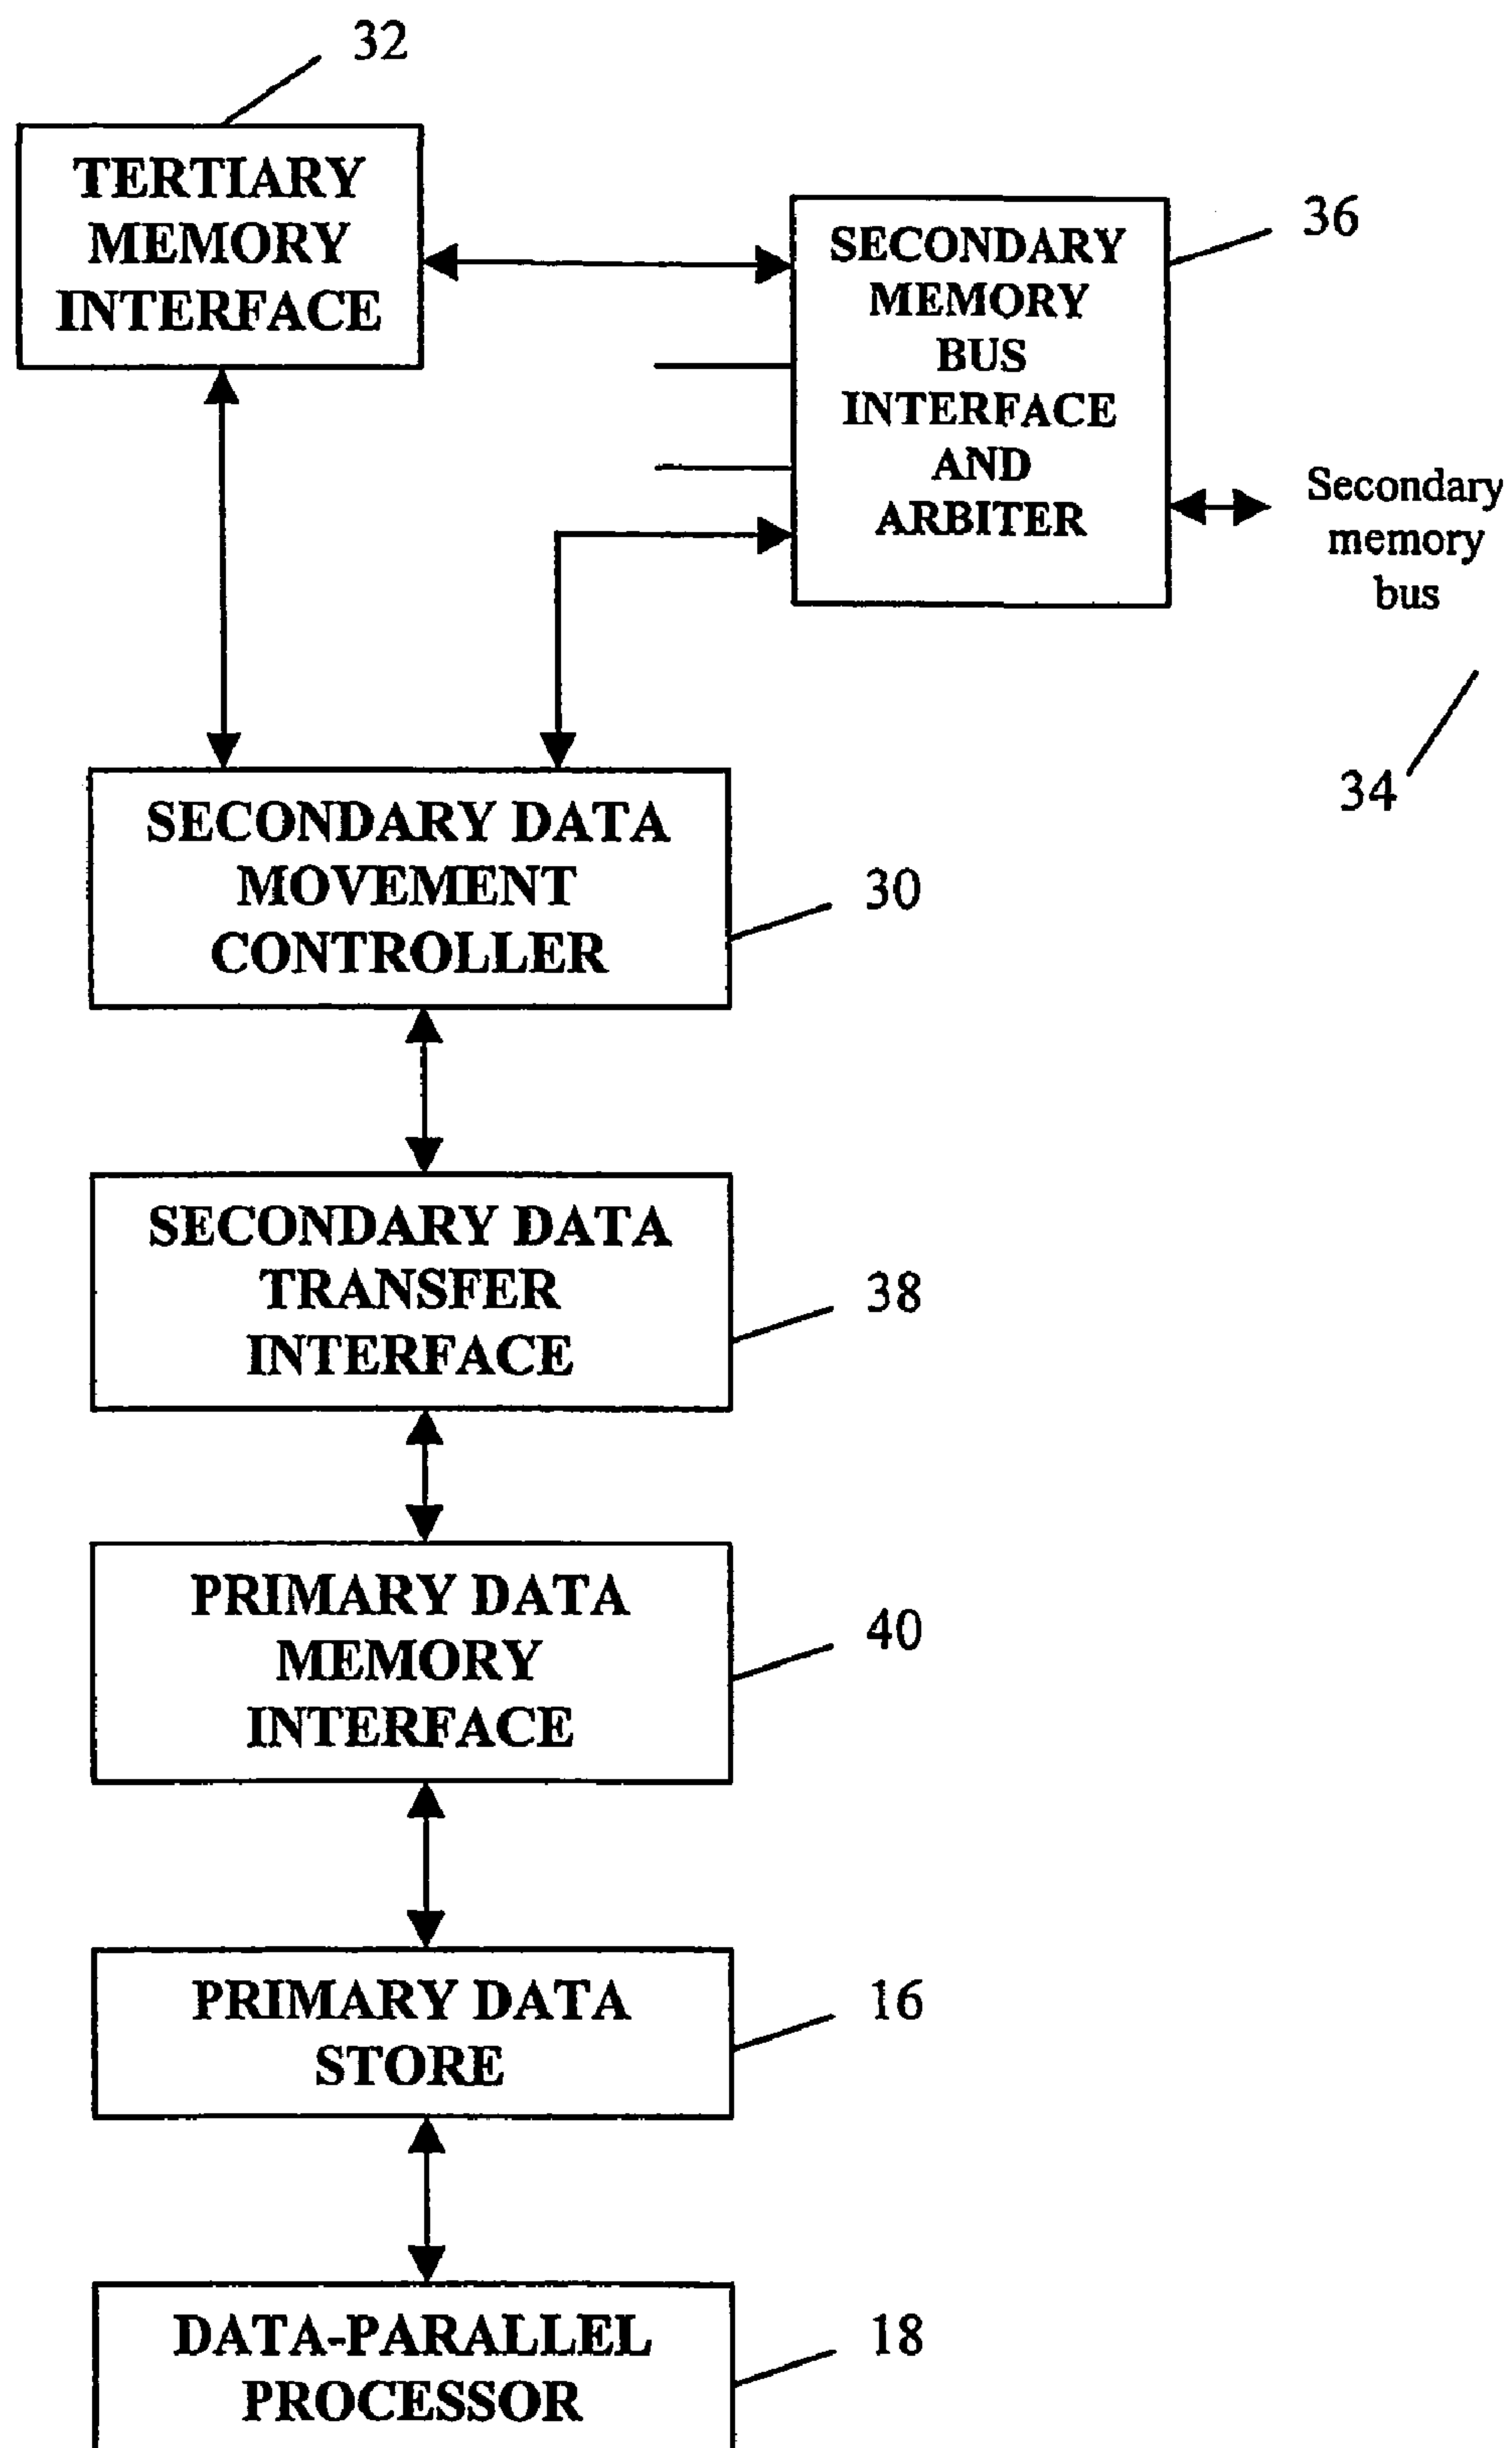 32
TERTIARY
MEMORY
INTERFACE
36
SECONDARY
MEMORY
BUS
INTERFACE
AND
ARBITER
Secondary
memory
bus
34
SECONDARY DATA
MOVEMENT
CONTROLLER
30
SECONDARY DATA
TRANSFER
INTERFACE
38
PRIMARY DATA
MEMORY
INTERFACE
40
PRIMARY DATA
STORE
16
DATA-PARALLEL
PROCESSOR
18